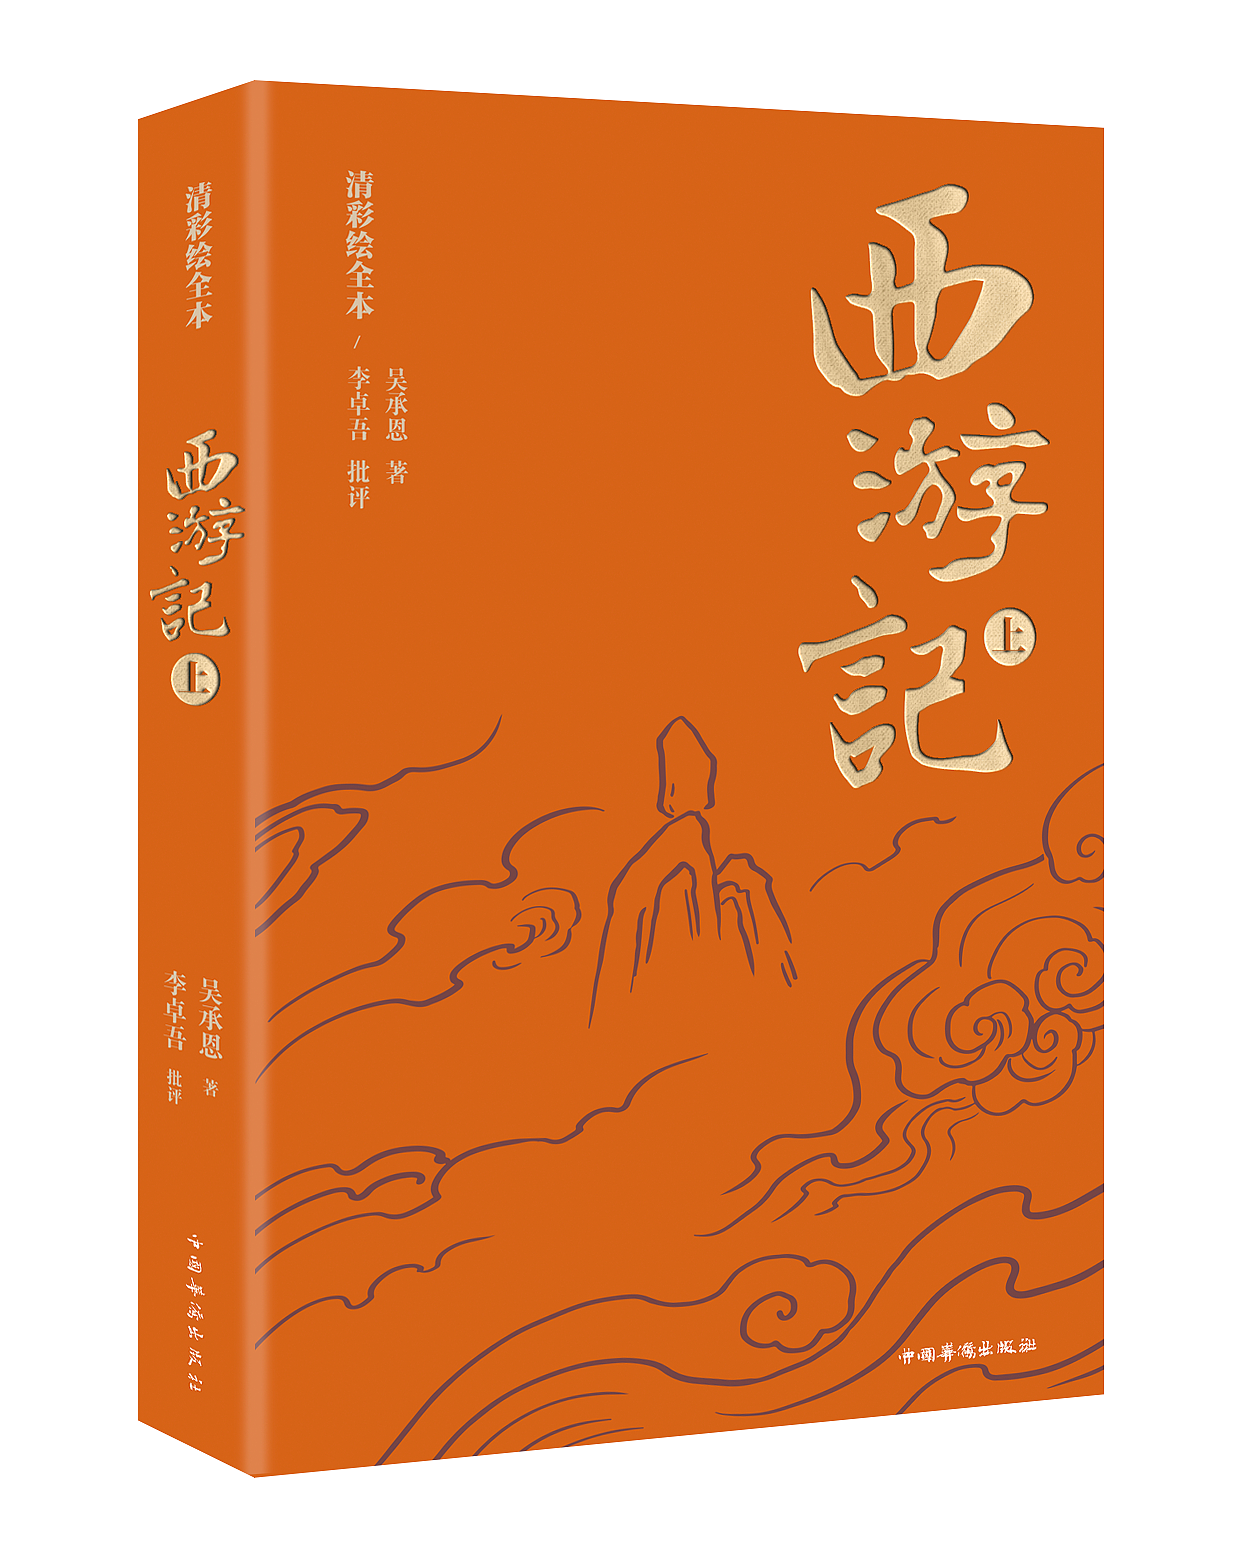 清彩绘全本
西游記
上
吴承恩 著
李卓吾 批评
中國華僑出版社
清彩绘全本 / 
吴承恩 著
李卓吾 批评
西游記
上
中國華僑出版社